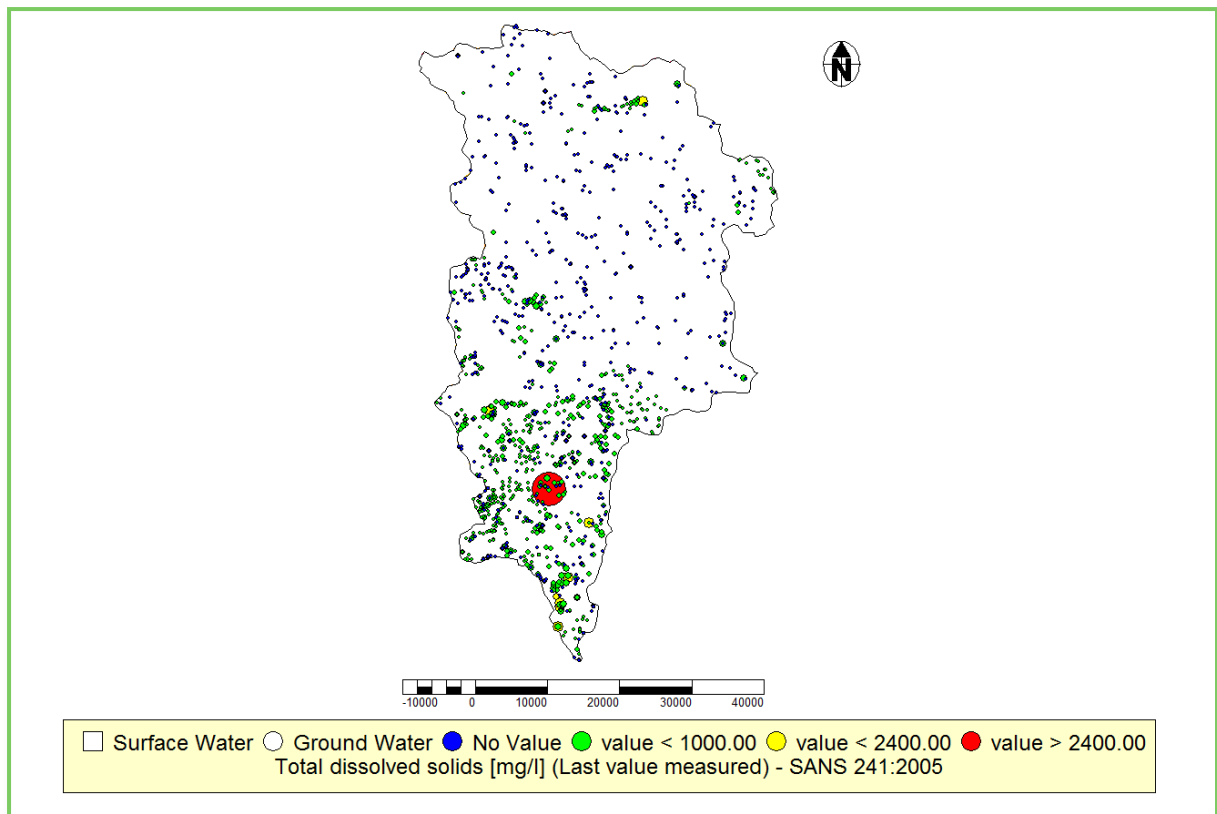 N
-10000 0 10000 20000 30000 40000
Surface Water Ground Water No Value value < 1000.00 value < 2400.00 value > 2400.00
Total dissolved solids [mg/l] (Last value measured) - SANS 241:2005